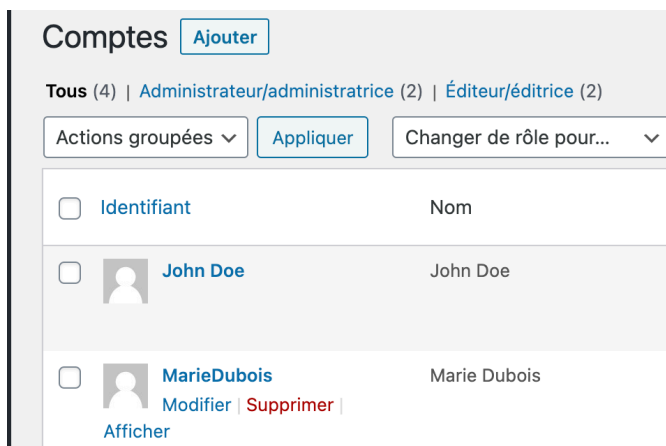 Comptes Ajouter
Tous (4) | Administrateur/administratrice (2) | Éditeur/éditrice (2)
Actions groupées Appliquer Changer de rôle pour...
Identifiant Nom
John Doe John Doe
MarieDubois Marie Dubois
Modifier | Supprimer |
Afficher